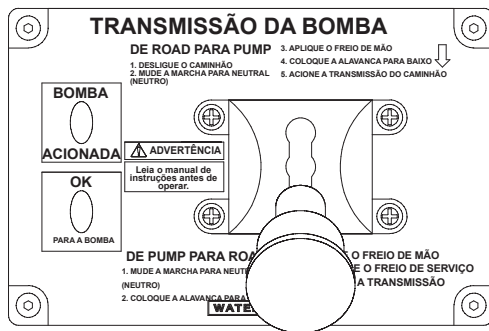 TRANSMISSÃO DA BOMBA
DE ROAD PARA PUMP
1. DESLIGUE O CAMINHÃO
2. MUDE A MARCHA PARA NEUTRAL
(NEUTRO)
3. APLIQUE O FREIO DE MÃO
4. COLOQUE A ALAVANCA PARA BAIXO
5. ACIONE A TRANSMISSÃO DO CAMINHÃO
BOMBA
ACIONADA
ADVERTÊNCIA
Leia o manual de
instruções antes de
operar.
OK
PARA A BOMBA
DE PUMP PARA ROA
1. MUDE A MARCHA PARA NEUT
(NEUTRO)
2. COLOQUE A ALAVANCA PARA
O FREIO DE MÃO
E O FREIO DE SERVIÇO
A TRANSMISSÃO
WATE